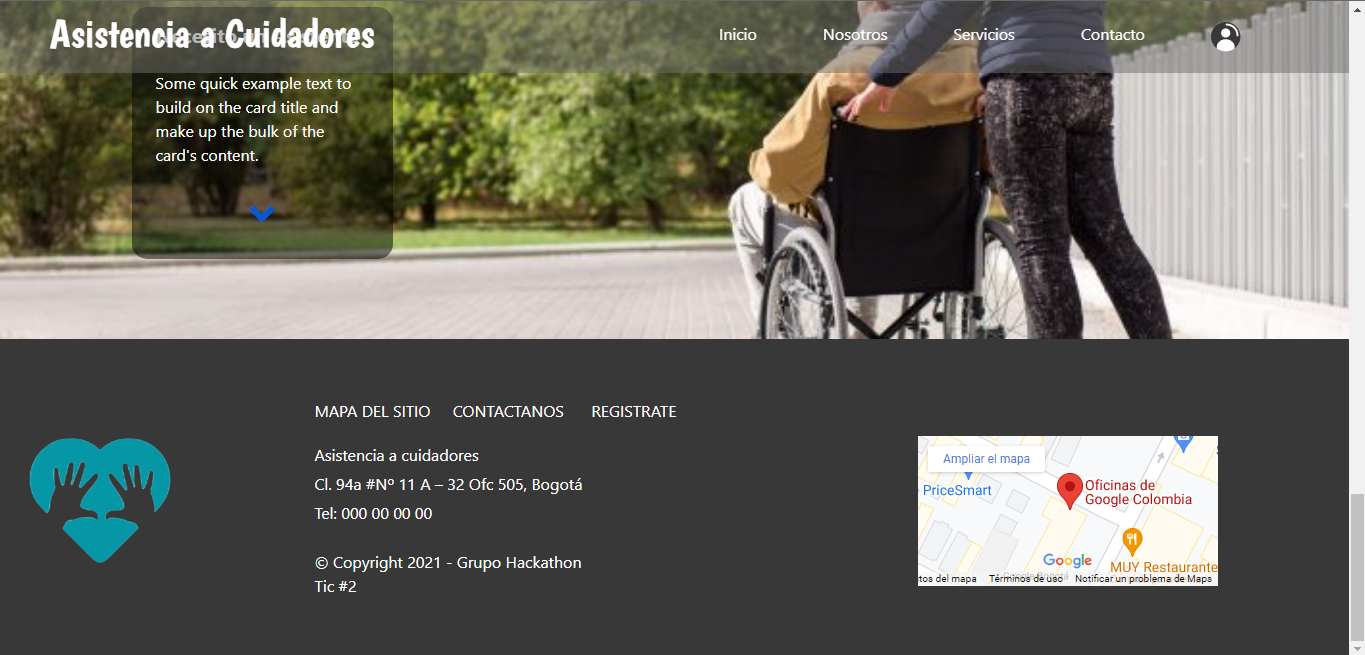 Asistencia a Cuidadores
Inicio
Nosotros
Servicios
Contacto
Some quick example text to
build on the card title and
make up the bulk of the
card's content.
MAPA DEL SITIO
CONTACTANOS
REGISTRATE
Asistencia a cuidadores
Cl. 94a #Nº 11 A – 32 Ofc 505, Bogotá
Tel: 000 00 00 00
© Copyright 2021 - Grupo Hackathon
Tic #2
Ampliar el mapa
PriceSmart
Oficinas de
Google Colombia
Google
MUY Restaurante
tos del mapa
Términos de uso
Notificar un problema de Maps